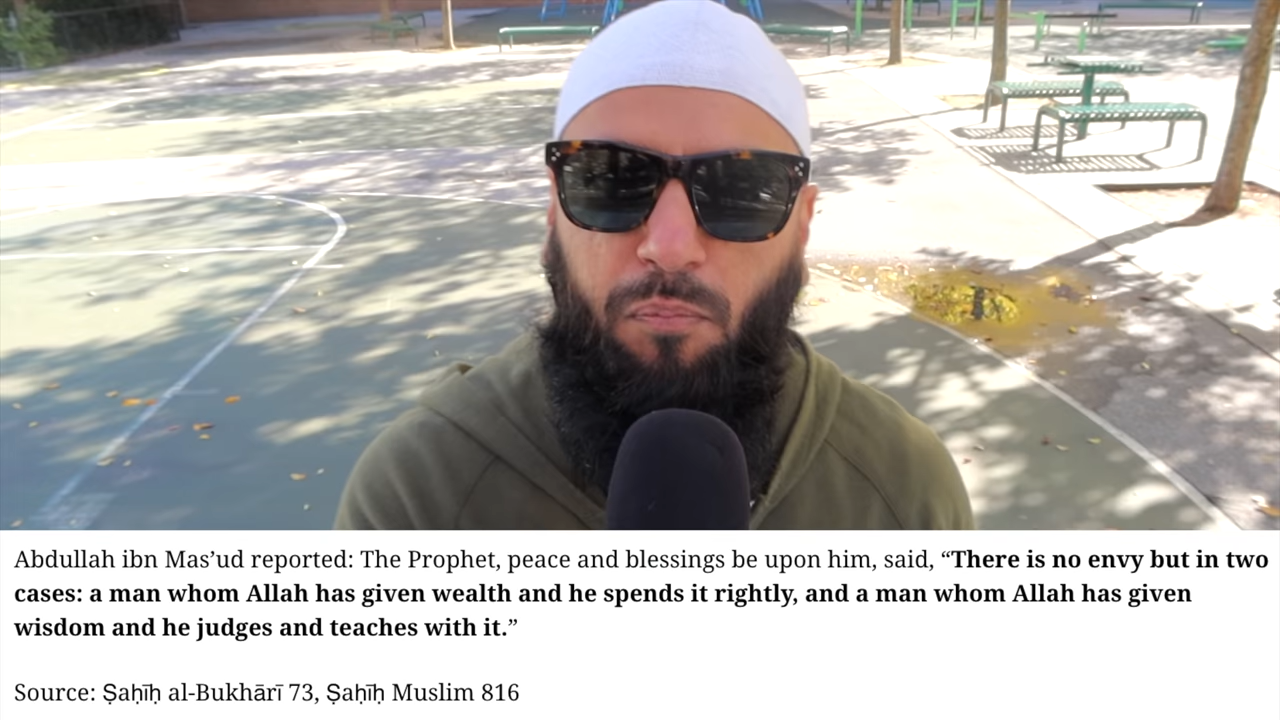 Abdullah ibn Mas’ud reported: The Prophet, peace and blessings be upon him, said, “There is no envy but in two
cases: a man whom Allah has given wealth and he spends it rightly, and a man whom Allah has given
wisdom and he judges and teaches with it.”
Source: Ṣaḥīḥ al-Bukhārī 73, Ṣaḥīḥ Muslim 816